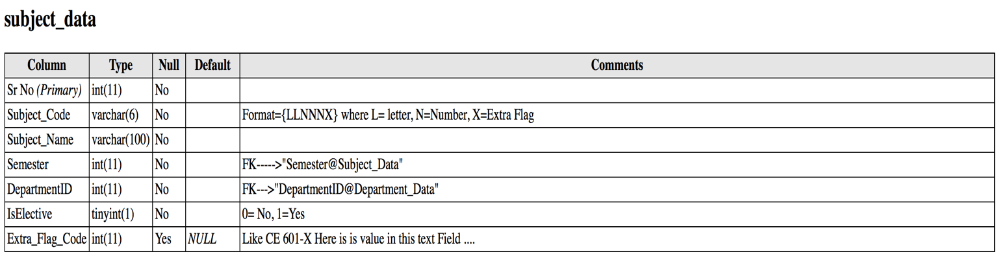 subject_data
Column Type Null Default Comments
Sr No (Primary) int(11) No
Subject_Code varchar(6) No Format={LLNNNX} where L= letter, N=Number, X=Extra Flag
Subject_Name varchar(100) No
Semester int(11) No FK----->"Semester@Subject_Data"
DepartmentID int(11) No FK--->"DepartmentID@Department_Data"
IsElective tinyint(1) No 0= No, 1=Yes
Extra_Flag_Code int(11) Yes NULL Like CE 601-X Here is is value in this text Field ....